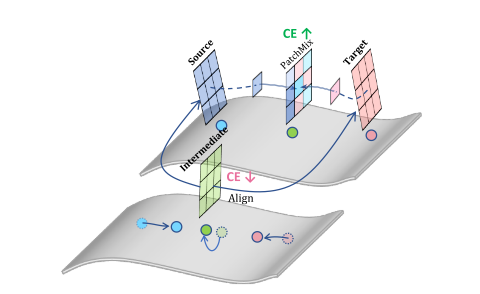 CE ↑
Source
PatchMix
Target
Intermediate
CE ↓
Align